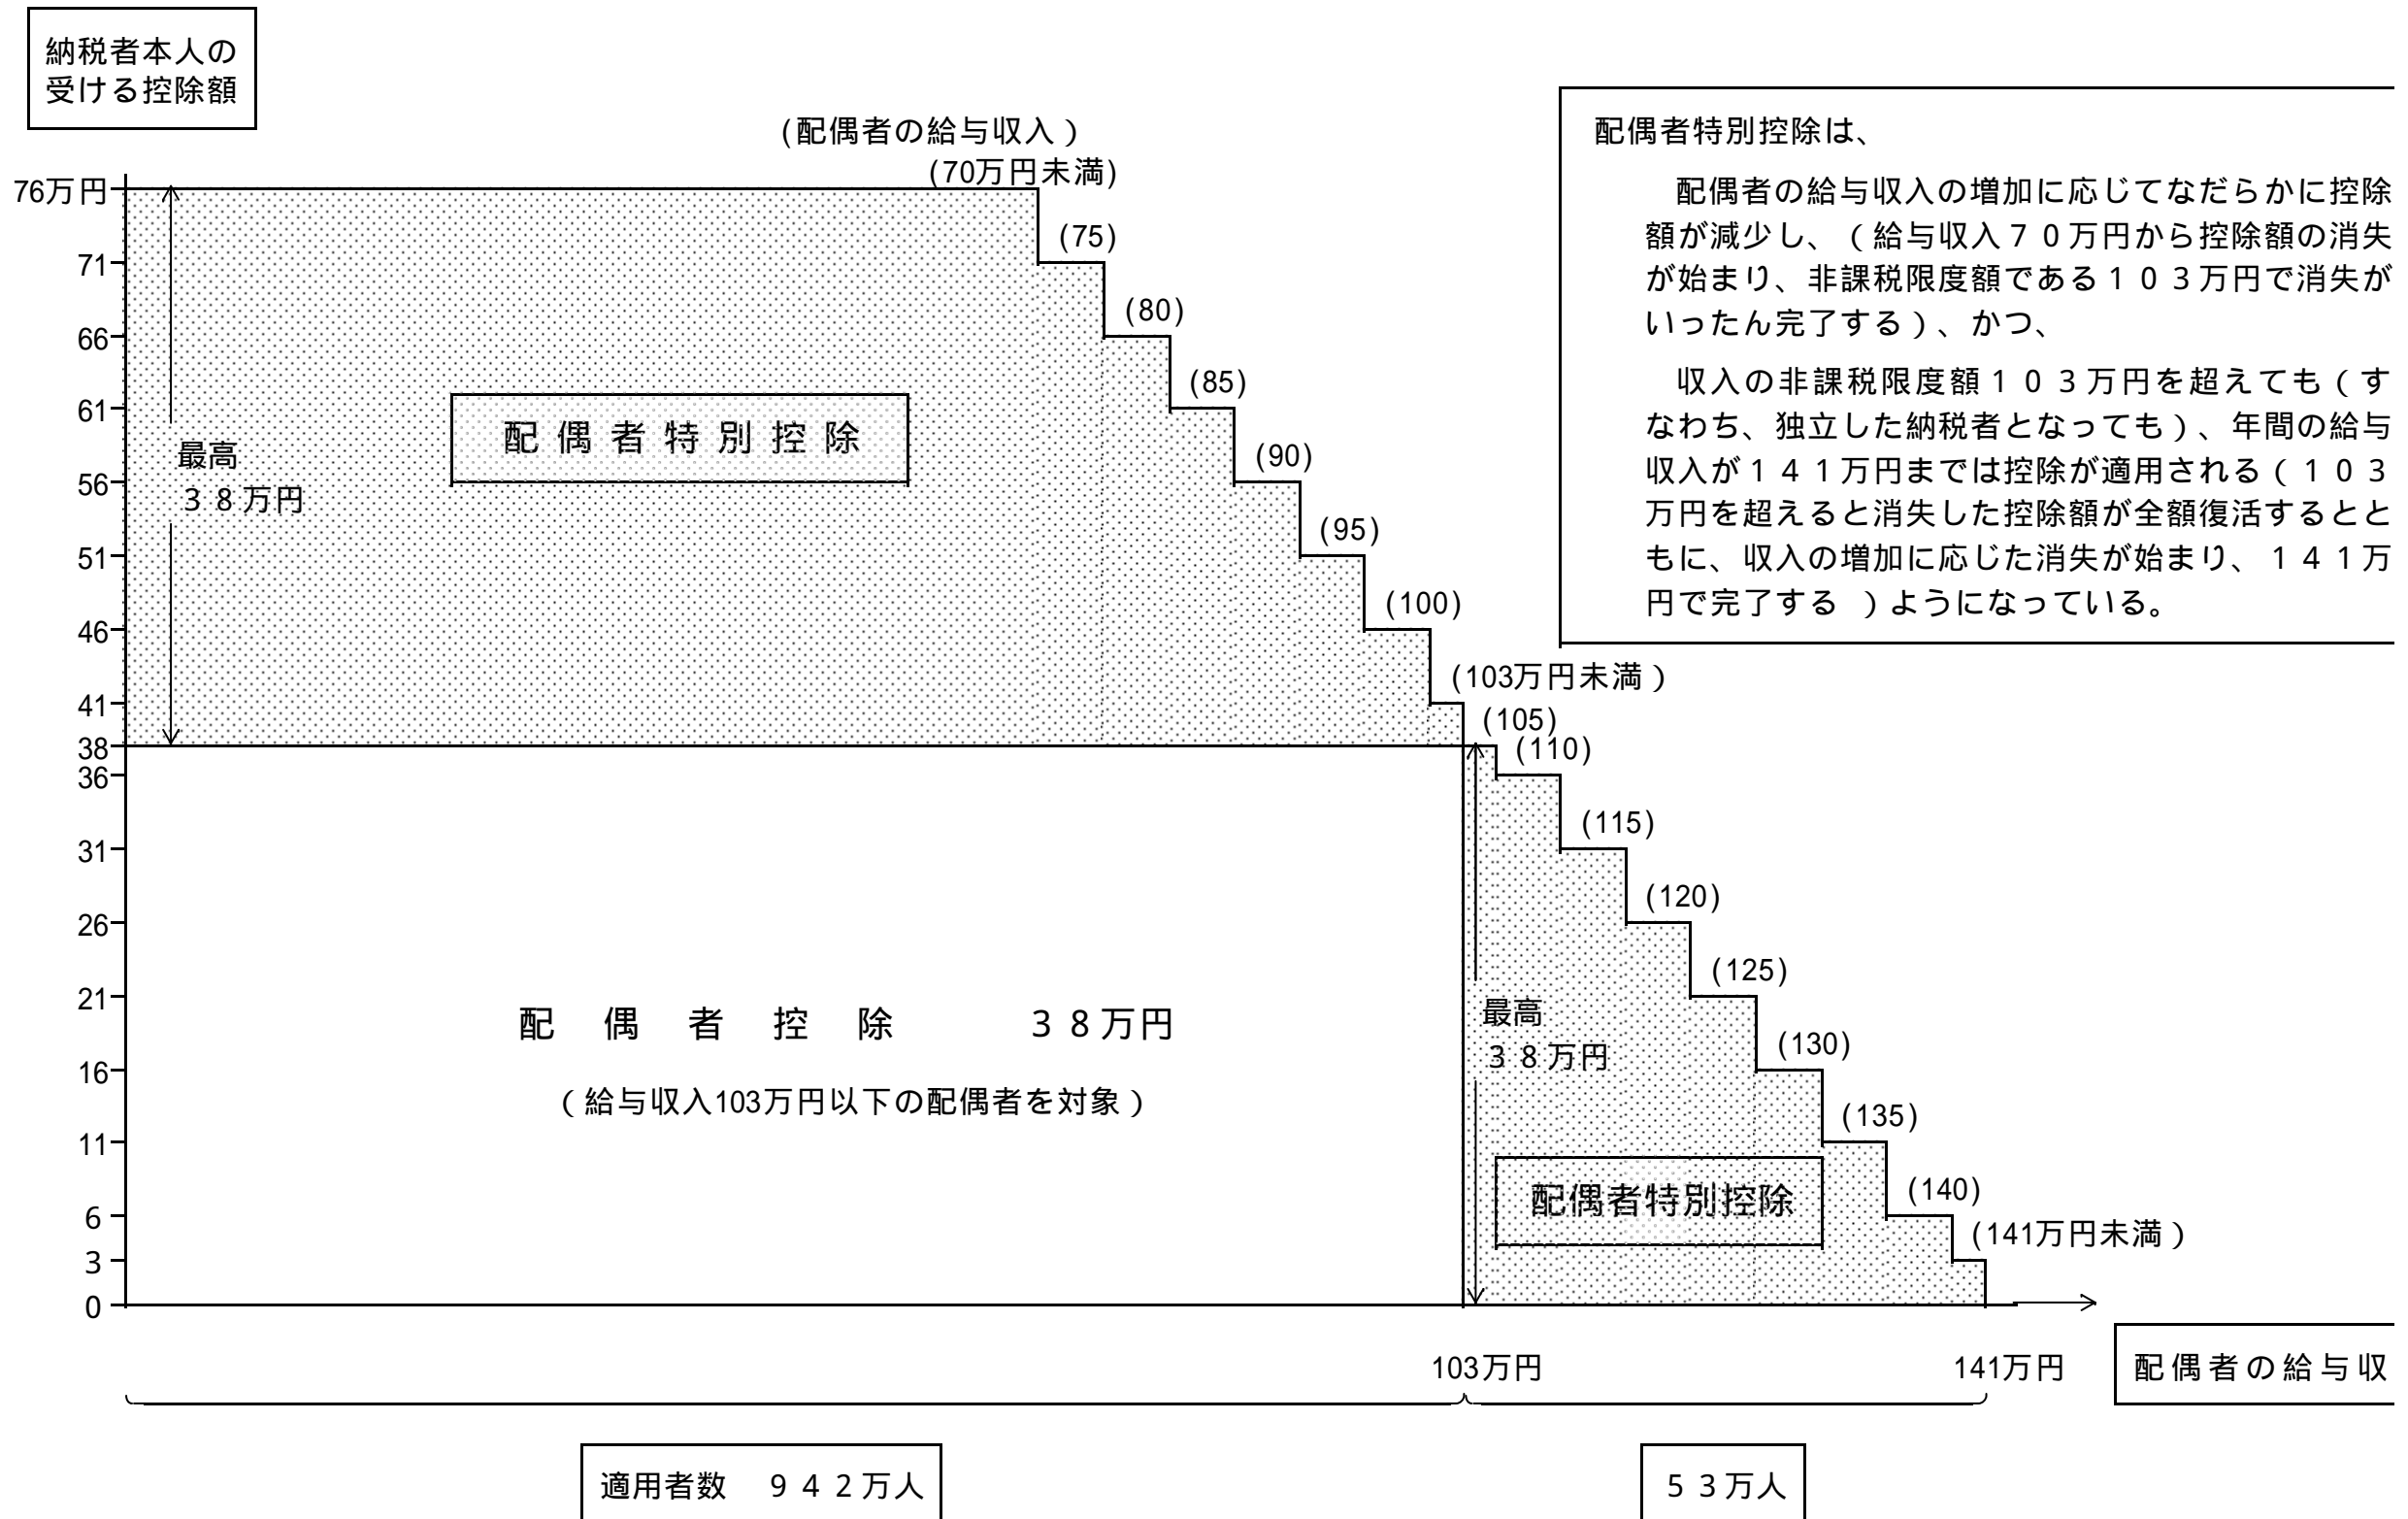 納税者本人の
受ける控除額
(配偶者の給与収入）
(70万円未満)
76万円
(75)
71
(80)
66
(85)
61
(90)
56
(95)
51
(100)
46
(103万円未満）
41
(105)
38
(110)
36
(115)
31
(120)
26
(125)
21
(130)
16
(135)
11
(140)
6
(141万円未満）
3
0
最高
３８万円
配偶者特別控除
配偶者控除　３８万円
（給与収入103万円以下の配偶者を対象）
最高
３８万円
配偶者特別控除
配偶者特別控除は、
配偶者の給与収入の増加に応じてなだらかに控除
額が減少し、（給与収入７０万円から控除額の消失
が始まり、非課税限度額である１０３万円で消失が
いったん完了する）、かつ、
収入の非課税限度額１０３万円を超えても（す
なわち、独立した納税者となっても）、年間の給与
収入が１４１万円までは控除が適用される（１０３
万円を超えると消失した控除額が全額復活するとと
もに、収入の増加に応じた消失が始まり、１４１万
円で完了する　）ようになっている。
103万円
141万円
配偶者の給与収
適用者数　９４２万人
５３万人